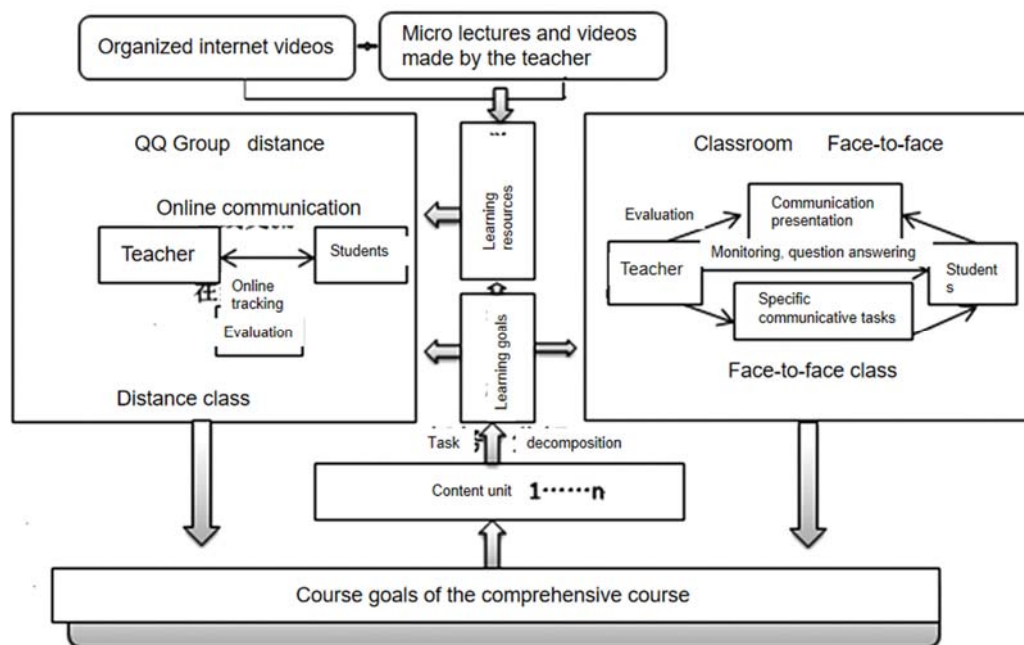 Organized internet videos
Micro lectures and videos
made by the teacher
QQ Group distance
Online communication
Teacher
Students
在
Online
tracking
Evaluation
Distance class
Learning
resources
Learning goals
Classroom Face-to-face
Evaluation
Communication
presentation
Monitoring, question answering
Teacher
Student
s
Specific
communicative tasks
Face-to-face class
Task decomposition
Content unit 1……n
Course goals of the comprehensive course